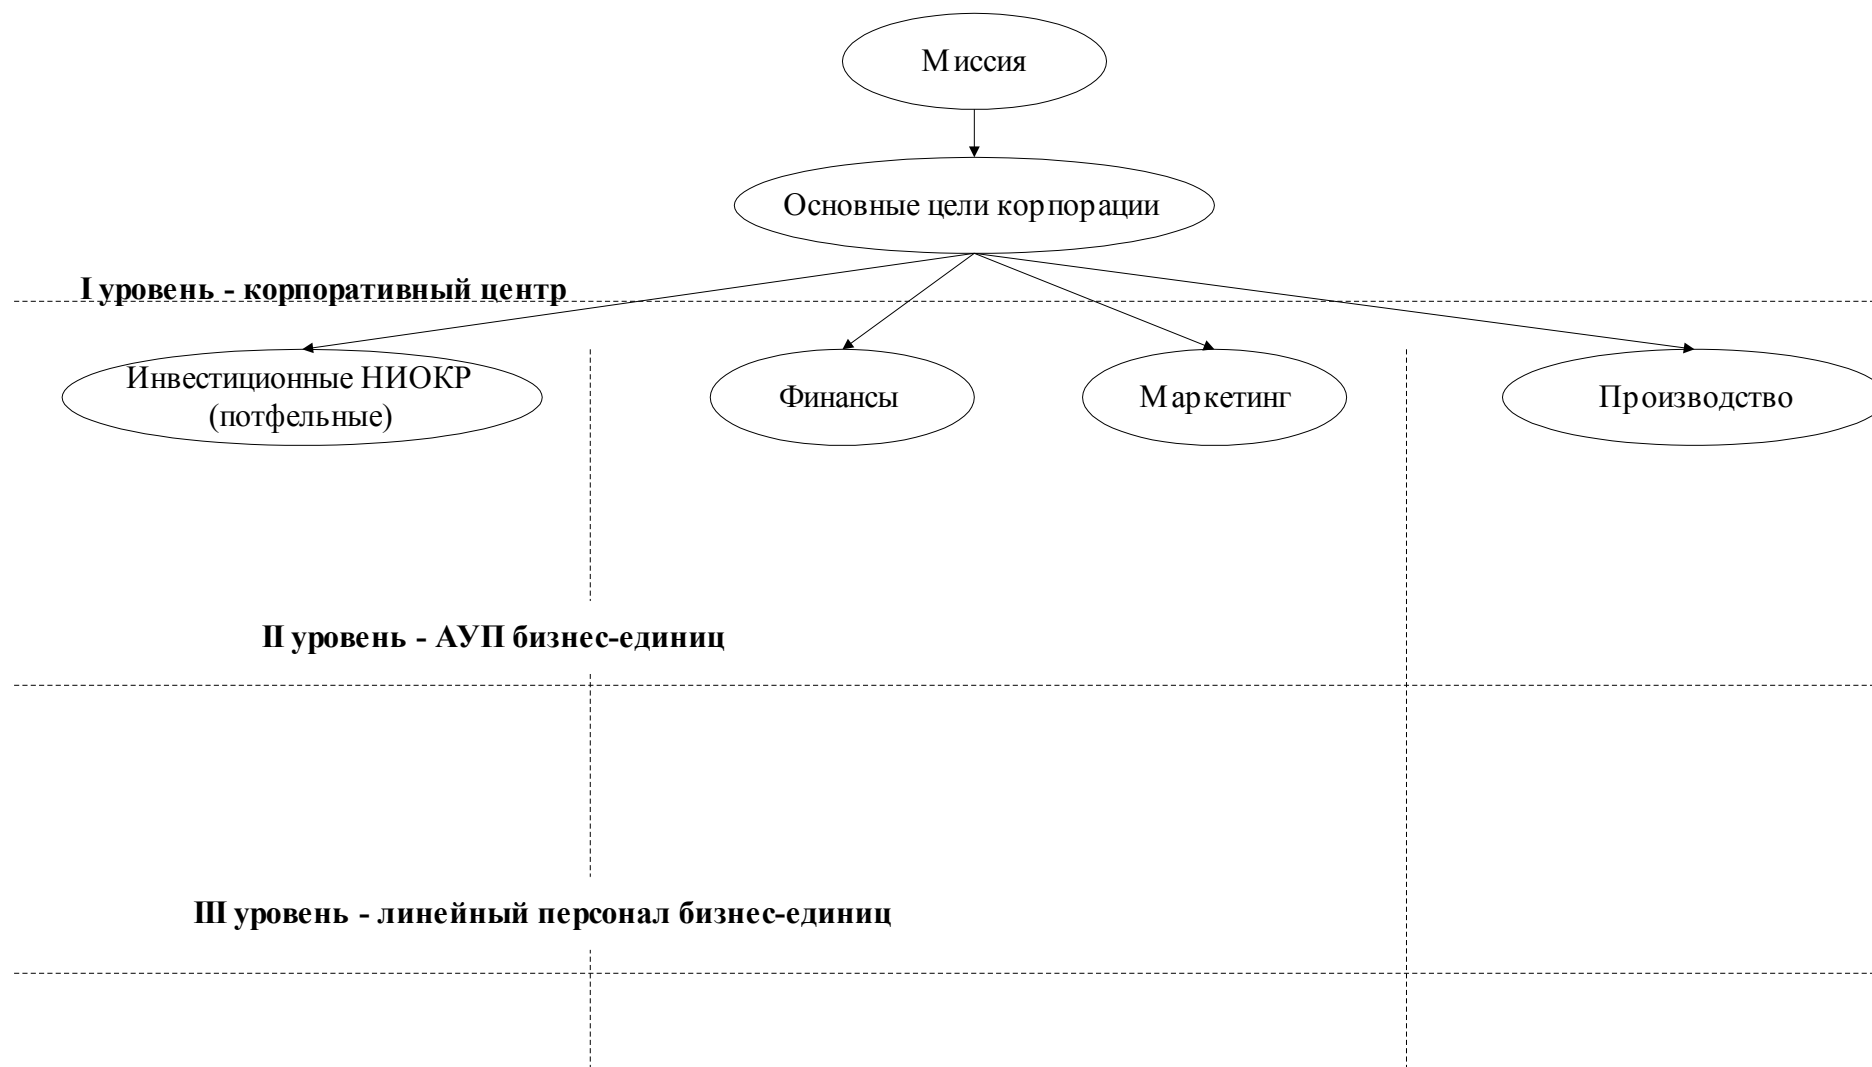 Миссия
Основные цели корпорации
I уровень - корпоративный центр
Инвестиционные НИОКР
(потфельные)
Финансы
Маркетинг
Производство
II уровень - АУП бизнес-единиц
III уровень - линейный персонал бизнес-единиц